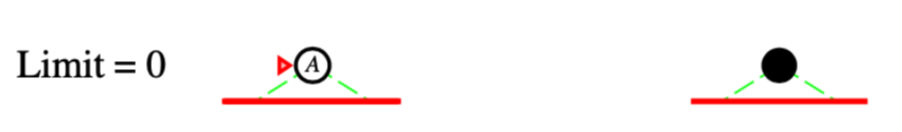 Limit = 0
A